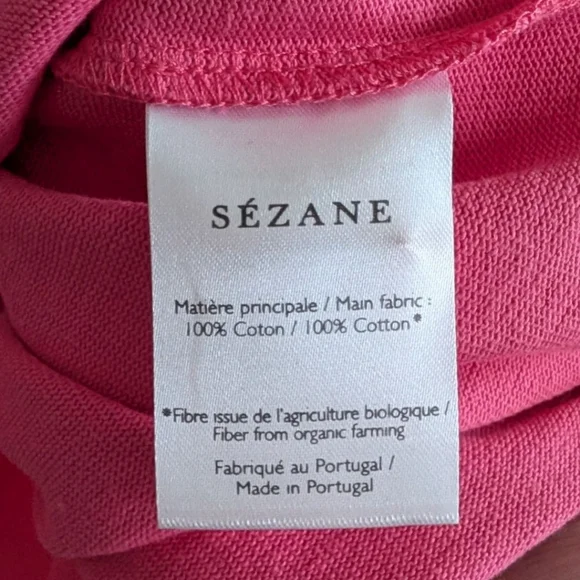 SÉZANE
Matière principale / Main fabric :
100% Coton / 100% Cotton*
*Fibre issue de l'agriculture biologique /
Fiber from organic farming
Fabriqué au Portugal /
Made in Portugal